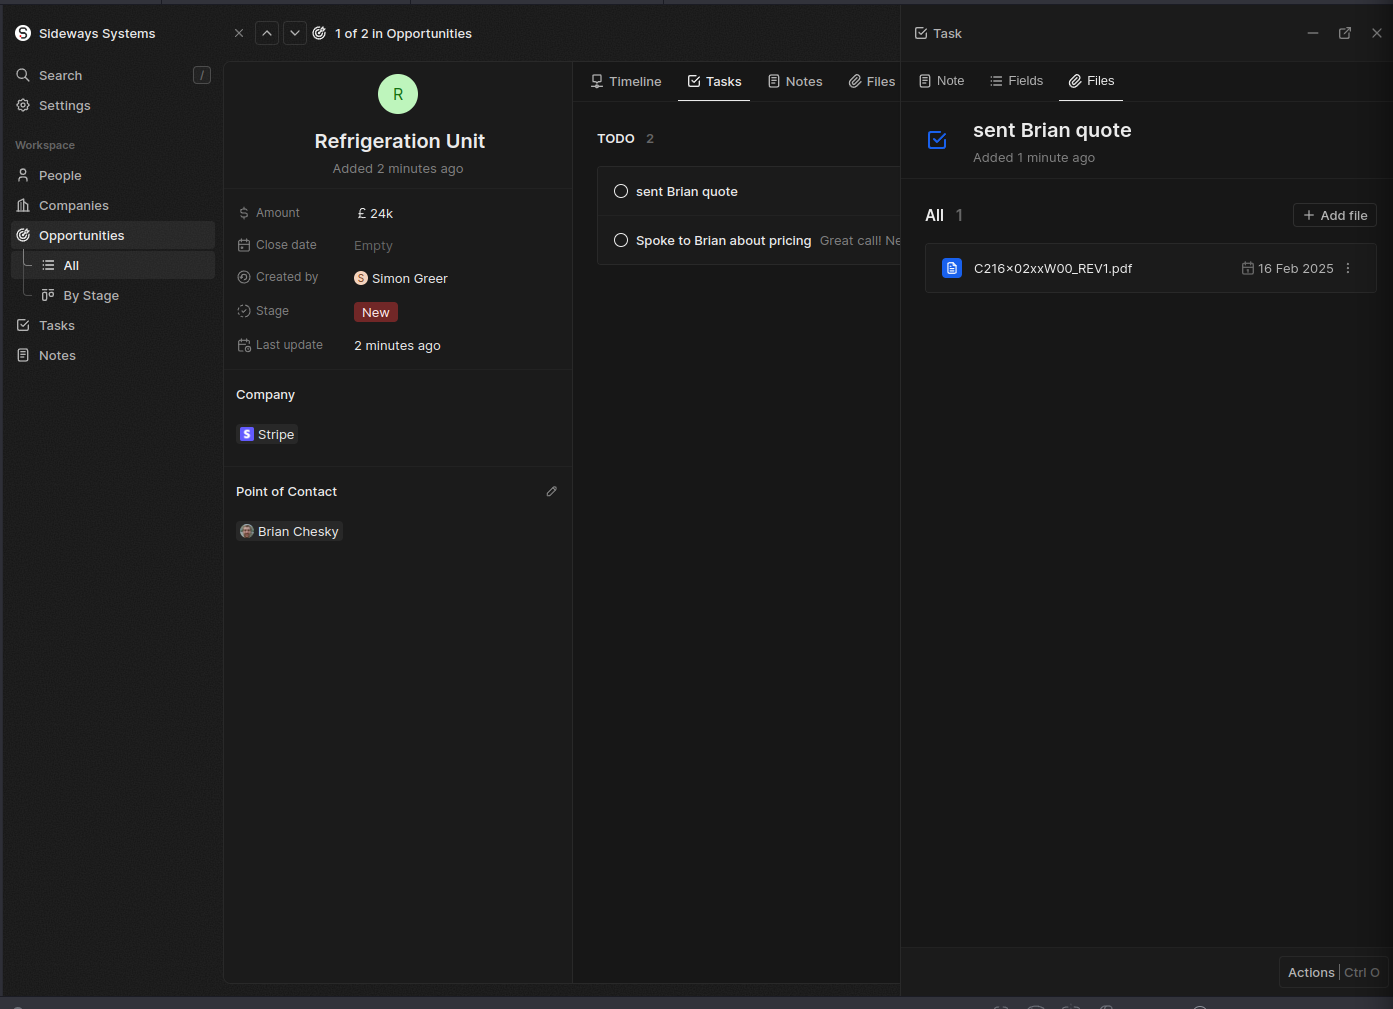 Sideways Systems
Search /
Settings
Workspace
People
Companies
Opportunities
All
By Stage
Tasks
Notes
1 of 2 in Opportunities
R
Refrigeration Unit
Added 2 minutes ago
Amount £ 24k
Close date Empty
Created by S Simon Greer
Stage New
Last update 2 minutes ago
Company
S Stripe
Point of Contact
Brian Chesky
Timeline Tasks Notes Files
TODO 2
sent Brian quote
Spoke to Brian about pricing Great call! Ne
Task
Note Fields Files
sent Brian quote
Added 1 minute ago
All 1 Add file
C216x02xxW00_REV1.pdf 16 Feb 2025
Actions Ctrl O